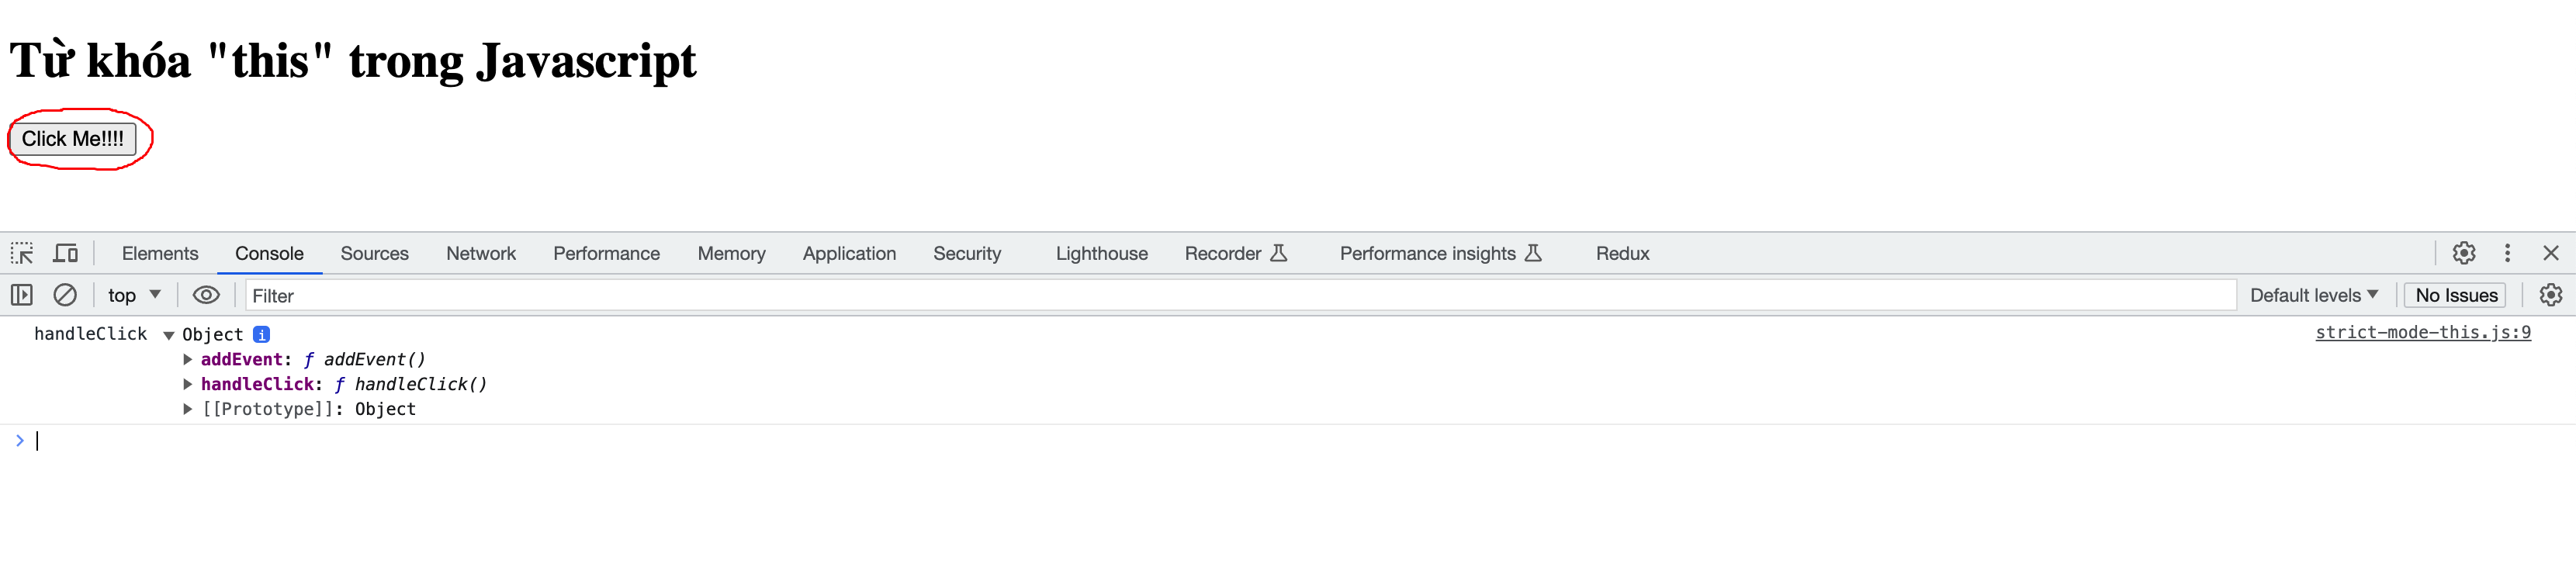 Từ khóa "this" trong Javascript
Click Me!!!!
Elements Console Sources Network Performance Memory Application Security Lighthouse Recorder Performance insights Redux
top Filter Default levels No Issues
handleClick Object i strict-mode-this.js:9
addEvent: ƒ addEvent()
handleClick: ƒ handleClick()
[[Prototype]]: Object
>